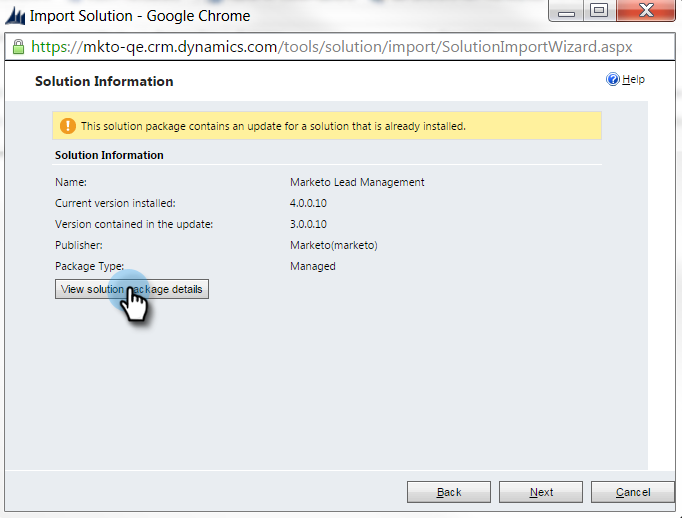 Import Solution - Google Chrome
https://mkto-qe.crm.dynamics.com/tools/solution/import/SolutionImportWizard.aspx
Solution Information
Help
This solution package contains an update for a solution that is already installed.
Solution Information
Name: Marketo Lead Management
Current version installed: 4.0.0.10
Version contained in the update: 3.0.0.10
Publisher: Marketo(marketo)
Package Type: Managed
View solution package details
Back Next Cancel